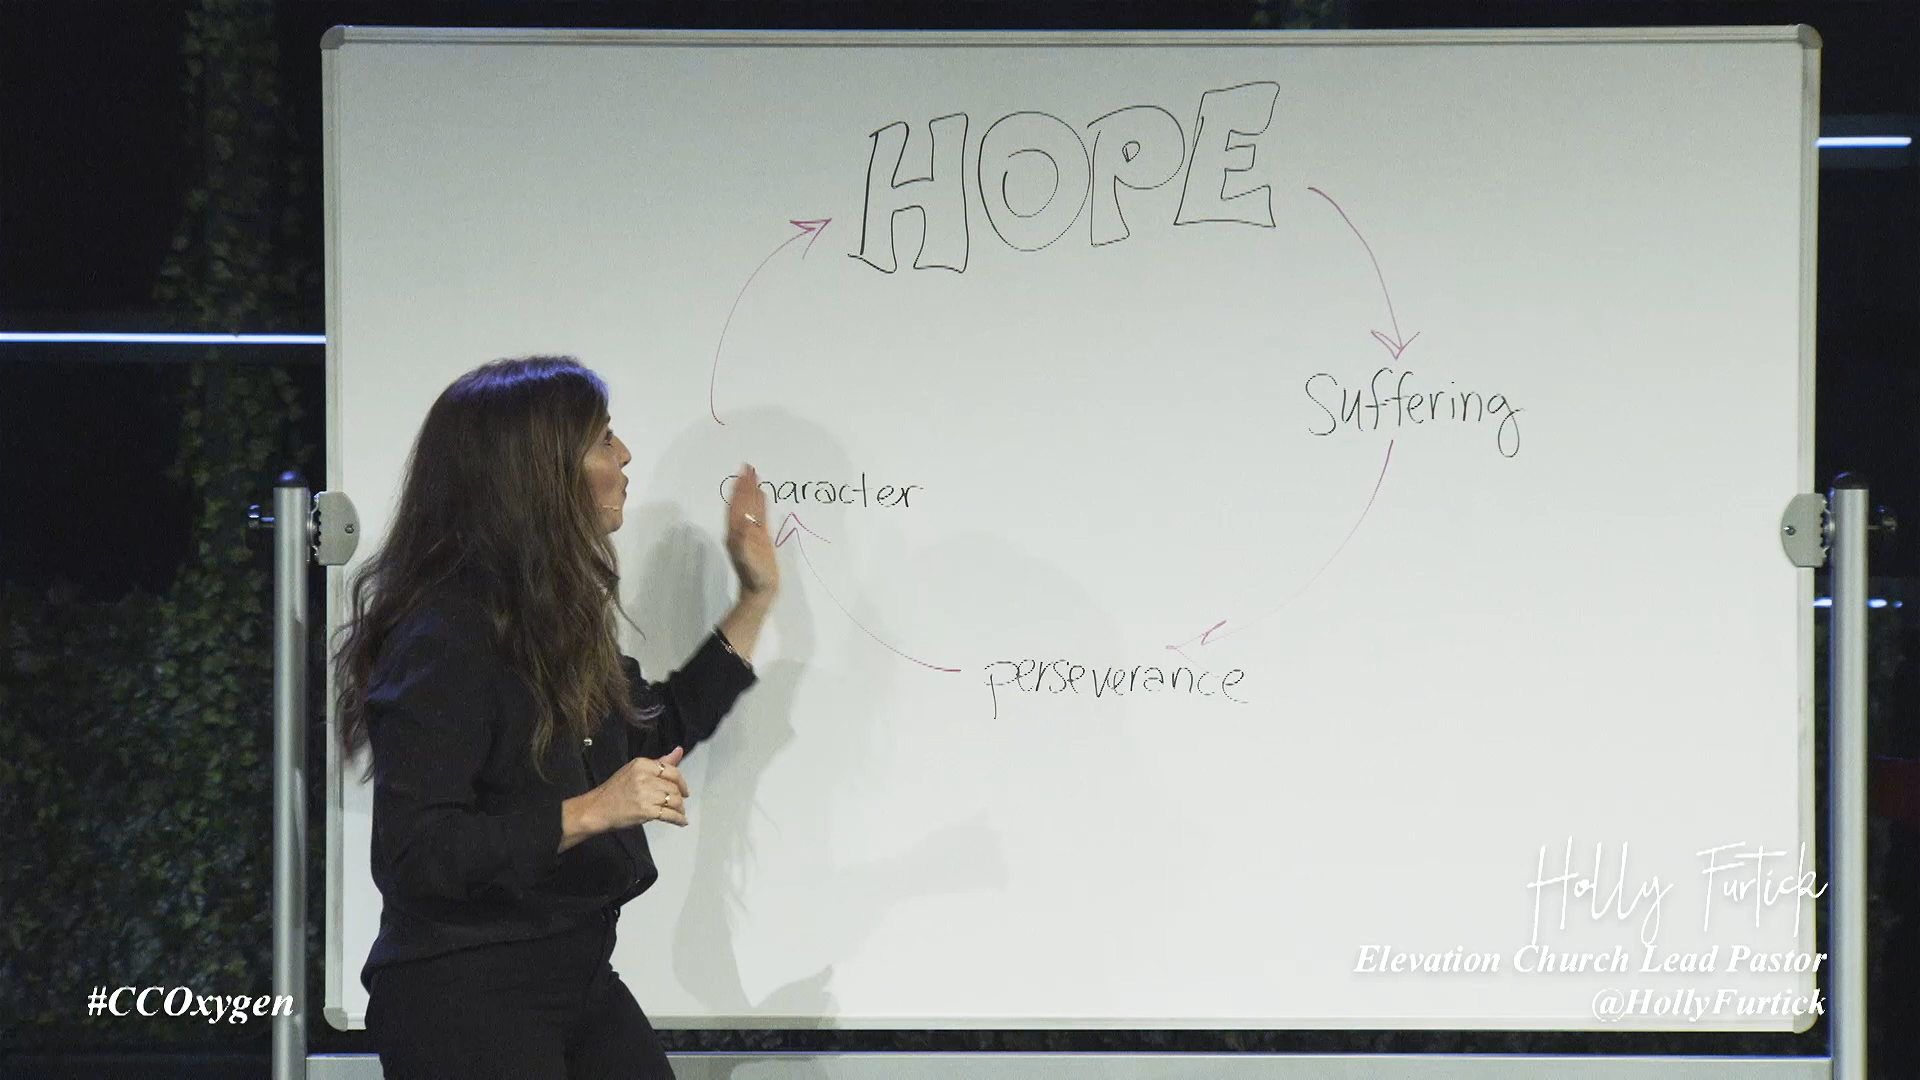 HOPE
Suffering
character
perseverance
Holly Furtick
Elevation Church Lead Pastor
@HollyFurtick
#CCOxygen